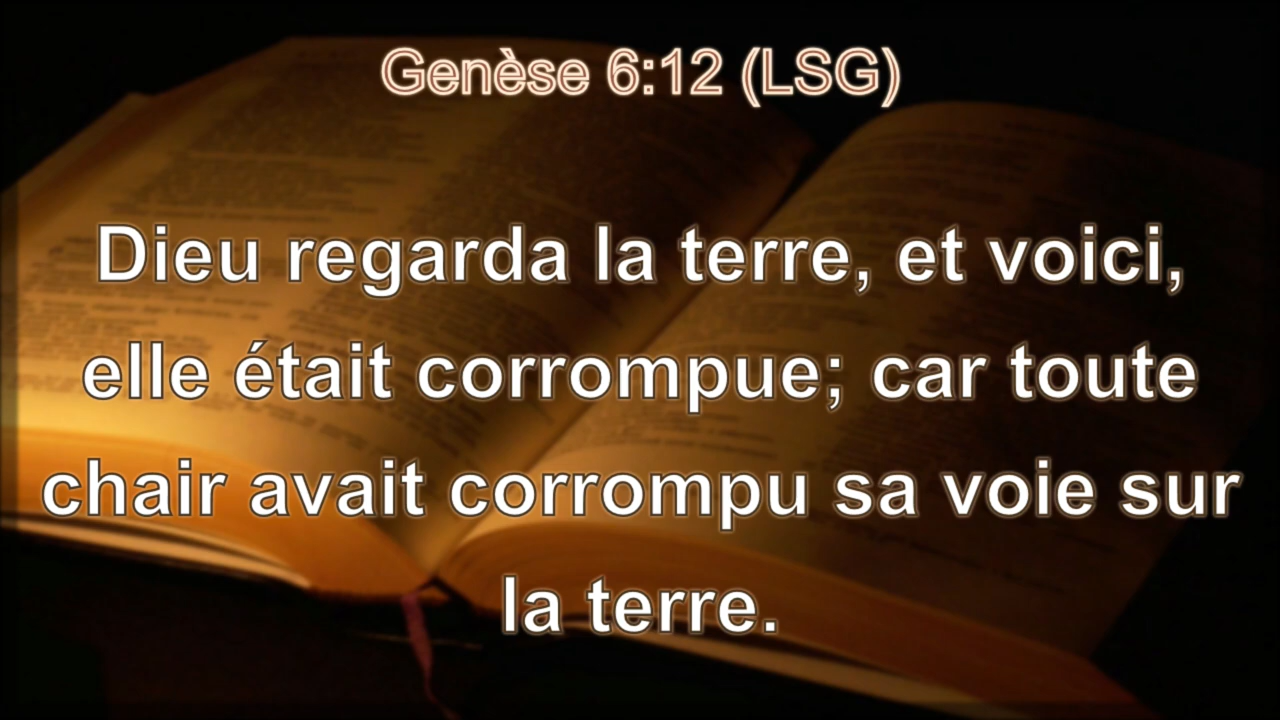 Genèse 6:12 (LSG)
Dieu regarda la terre, et voici,
elle était corrompue; car toute
chair avait corrompu sa voie sur
la terre.